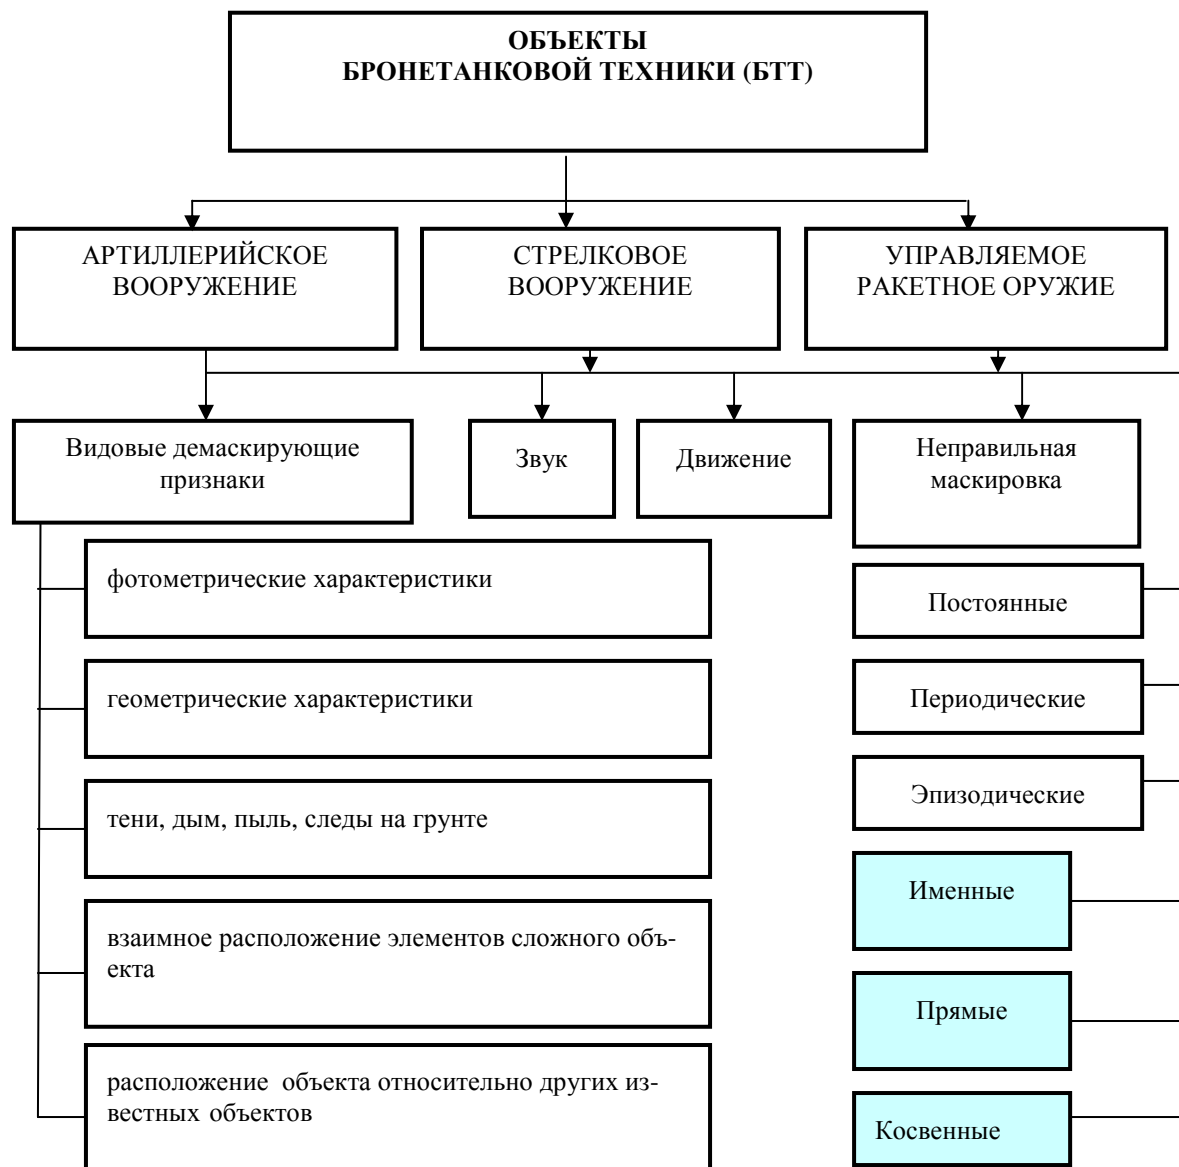 ОБЪЕКТЫ
БРОНЕТАНКОВОЙ ТЕХНИКИ (БТТ)
АРТИЛЛЕРИЙСКОЕ
ВООРУЖЕНИЕ
СТРЕЛКОВОЕ
ВООРУЖЕНИЕ
УПРАВЛЯЕМОЕ
РАКЕТНОЕ ОРУЖИЕ
Видовые демаскирующие
признаки
Звук
Движение
Неправильная
маскировка
фотометрические характеристики
геометрические характеристики
тени, дым, пыль, следы на грунте
взаимное расположение элементов сложного объ-
екта
расположение объекта относительно других из-
вестных объектов
Постоянные
Периодические
Эпизодические
Именные
Прямые
Косвенные